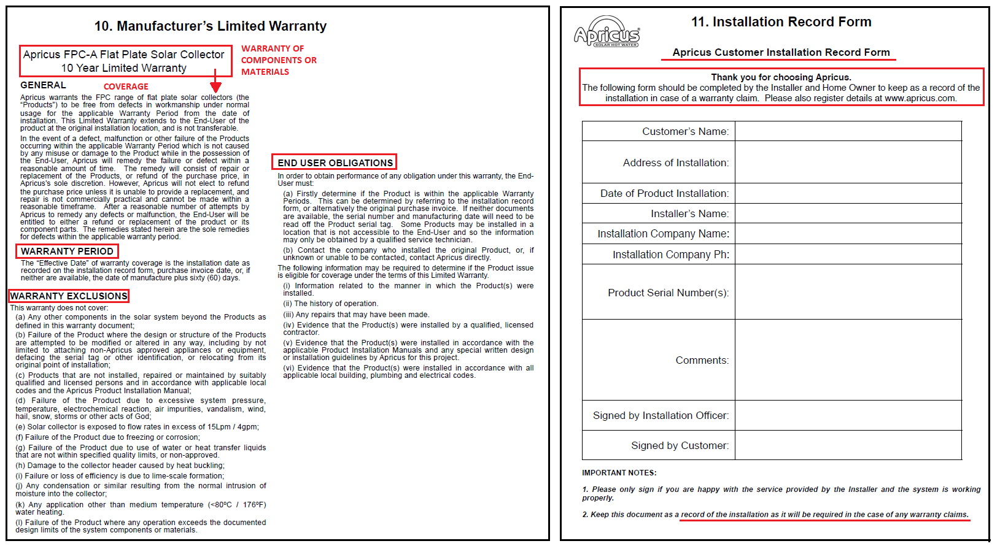 10. Manufacturer's Limited Warranty
Apricus FPC-A Flat Plate Solar Collector
10 Year Limited Warranty
WARRANTY OF
COMPONENTS OR
MATERIALS
GENERAL
COVERAGE
Apricus warrants the FPC range of flat plate solar collectors (the
“Products”) to be free from defects in workmanship under normal
usage for the applicable Warranty Period from the date of
installation. This Limited Warranty extends to the End-User of the
product at the original installation location, and is not transferable.
In the event of a defect, malfunction or other failure of the Products
occurring within the applicable Warranty Period which is not caused
by any misuse or damage to the Product while in the possession of
the End-User, Apricus will remedy the failure or defect within a
reasonable amount of time. The remedy will consist of repair or
replacement of the Products, or refund of the purchase price, in
Apricus's sole discretion. However, Apricus will not elect to refund
the purchase price unless it is unable to provide a replacement, and
repair is not commercially practical and cannot be made within a
reasonable timeframe. After a reasonable number of attempts by
Apricus to remedy any defects or malfunction, the End-User will be
entitled to either a refund or replacement of the product or its
component parts. The remedies stated herein are the sole remedies
for defects within the applicable warranty period.
WARRANTY PERIOD
The “Effective Date” of warranty coverage is the installation date as
recorded on the installation record form, purchase invoice date, or, if
neither are available, the date of manufacture plus sixty (60) days.
WARRANTY EXCLUSIONS
This warranty does not cover:
(a) Any other components in the solar system beyond the Products as
defined in this warranty document;
(b) Failure of the Product where the design or structure of the Products
are attempted to be modified or altered in any way, including by not
limited to attaching non-Apricus approved appliances or equipment,
defacing the serial tag or other identification, or relocating from its
original point of installation;
(c) Products that are not installed, repaired or maintained by suitably
qualified and licensed persons and in accordance with applicable local
codes and the Apricus Product Installation Manual;
(d) Failure of the Product due to excessive system pressure,
temperature, electrochemical reaction, air impurities, vandalism, wind,
hail, snow, storms or other acts of God;
(e) Solar collector is exposed to flow rates in excess of 15Lpm / 4gpm;
(f) Failure of the Product due to freezing or corrosion;
(g) Failure of the Product due to use of water or heat transfer liquids
that are not within specified quality limits, or non-approved.
(h) Damage to the collector header caused by heat buckling;
(i) Failure or loss of efficiency is due to lime-scale formation;
(j) Any condensation or similar resulting from the normal intrusion of
moisture into the collector;
(k) Any application other than medium temperature (<80ºC / 176ºF)
water heating.
(l) Failure of the Product where any operation exceeds the documented
design limits of the system components or materials.
END USER OBLIGATIONS
In order to obtain performance of any obligation under this warranty, the End-
User must:
(a) Firstly determine if the Product is within the applicable Warranty
Periods. This can be determined by referring to the installation record
form, or alternatively the original purchase invoice. If neither documents
are available, the serial number and manufacturing date will need to be
read off the Product serial tag. Some Products may be installed in a
location that is not accessible to the End-User and so the information
may only be obtained by a qualified service technician.
(b) Contact the company who installed the original Product, or, if
unknown or unable to be contacted, contact Apricus directly.
The following information may be required to determine if the Product issue
is eligible for coverage under the terms of this Limited Warranty.
(i) Information related to the manner in which the Product(s) were
installed.
(ii) The history of operation.
(iii) Any repairs that may have been made.
(iv) Evidence that the Product(s) were installed by a qualified, licensed
contractor.
(v) Evidence that the Product(s) were installed in accordance with the
applicable Product Installation Manuals and any special written design
or installation guidelines by Apricus for this project.
(vi) Evidence that the Product(s) were installed in accordance with all
applicable local building, plumbing and electrical codes.
Apricus®
SOLAR HOT WATER
11. Installation Record Form
Apricus Customer Installation Record Form
Thank you for choosing Apricus.
The following form should be completed by the Installer and Home Owner to keep as a record of the
installation in case of a warranty claim. Please also register details at www.apricus.com.
Customer's Name:
Address of Installation:
Date of Product Installation:
Installer's Name:
Installation Company Name:
Installation Company Ph:
Product Serial Number(s):
Comments:
Signed by Installation Officer:
Signed by Customer:
IMPORTANT NOTES:
1. Please only sign if you are happy with the service provided by the Installer and the system is working
properly.
2. Keep this document as a record of the installation as it will be required in the case of any warranty claims.